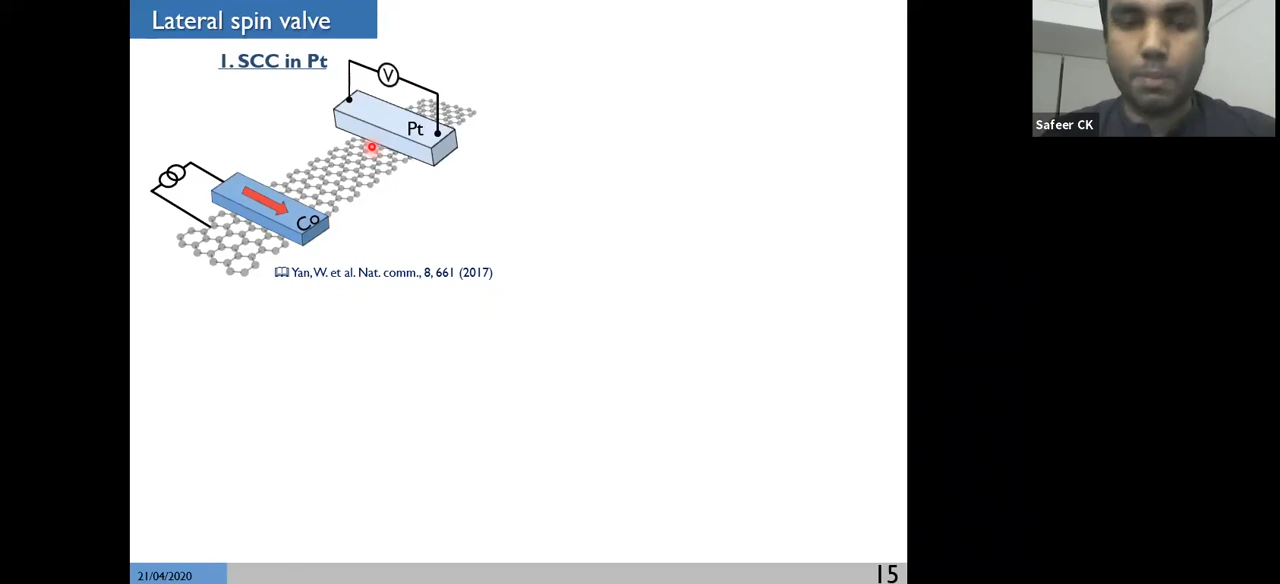 Lateral spin valve
1. SCC in Pt
V
Pt
Co
Yan, W. et al. Nat. comm., 8, 661 (2017)
Safeer CK
21/04/2020
15